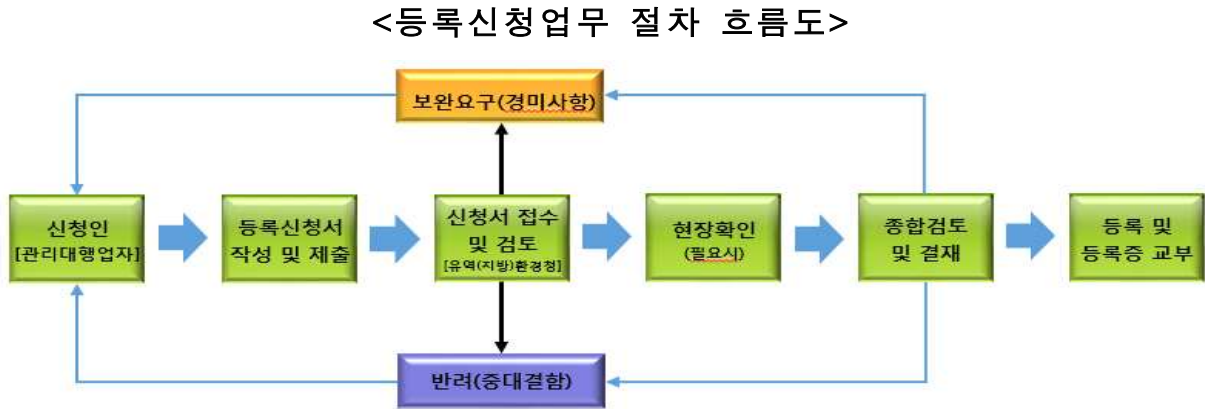 <등록신청업무 절차 흐름도>
보완요구(경미사항)
신청인
[관리대행업자]
등록신청서
작성 및 제출
신청서 접수
및 검토
[유역(지방)환경청]
현장확인
(필요시)
종합검토
및 결재
등록 및
등록증 교부
반려(중대결함)